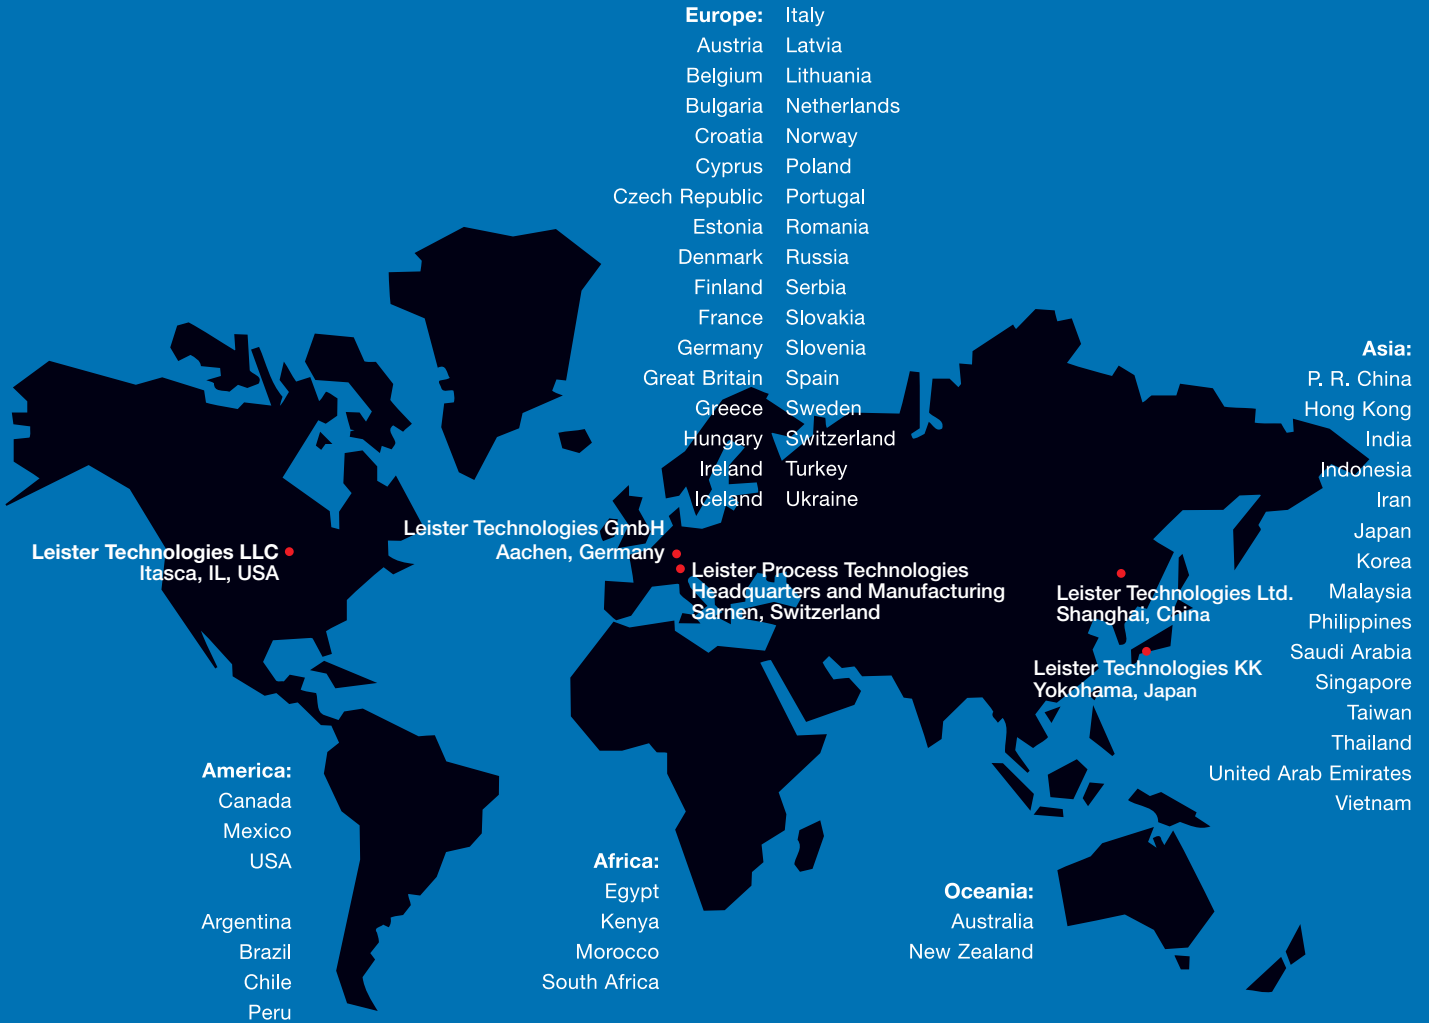 Europe:
Austria
Belgium
Bulgaria
Croatia
Cyprus
Czech Republic
Estonia
Denmark
Finland
France
Germany
Great Britain
Greece
Hungary
Ireland
Iceland
Italy
Latvia
Lithuania
Netherlands
Norway
Poland
Portugal
Romania
Russia
Serbia
Slovakia
Slovenia
Spain
Sweden
Switzerland
Turkey
Ukraine
Asia:
P. R. China
Hong Kong
India
Indonesia
Iran
Japan
Korea
Malaysia
Philippines
Saudi Arabia
Singapore
Taiwan
Thailand
United Arab Emirates
Vietnam
Leister Technologies LLC
Itasca, IL, USA
Leister Technologies GmbH
Aachen, Germany
Leister Process Technologies
Headquarters and Manufacturing
Sarnen, Switzerland
Leister Technologies Ltd.
Shanghai, China
Leister Technologies KK
Yokohama, Japan
America:
Canada
Mexico
USA
Argentina
Brazil
Chile
Peru
Africa:
Egypt
Kenya
Morocco
South Africa
Oceania:
Australia
New Zealand